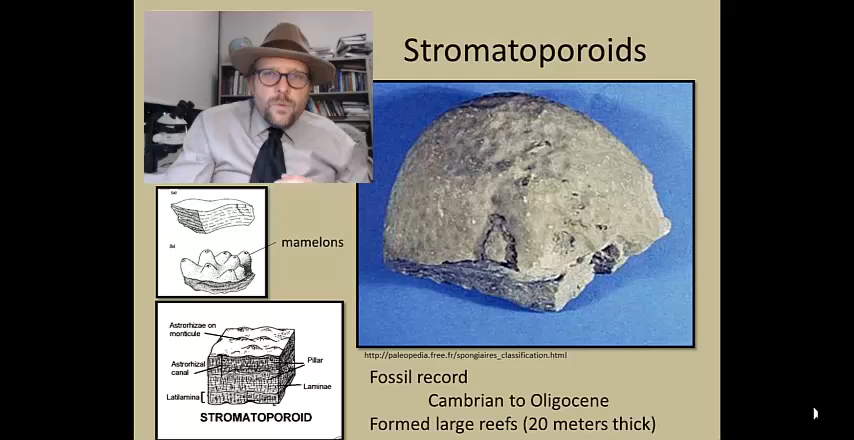 Stromatoporoids
(a)
(b)
mamelons
Astrorhizae on
monticule
Astrorhizal
canal
Pillar
Laminae
Latilamina
STROMATOPOROID
http://paleopedia.free.fr/spongiaires_classification.html
Fossil record
Cambrian to Oligocene
Formed large reefs (20 meters thick)